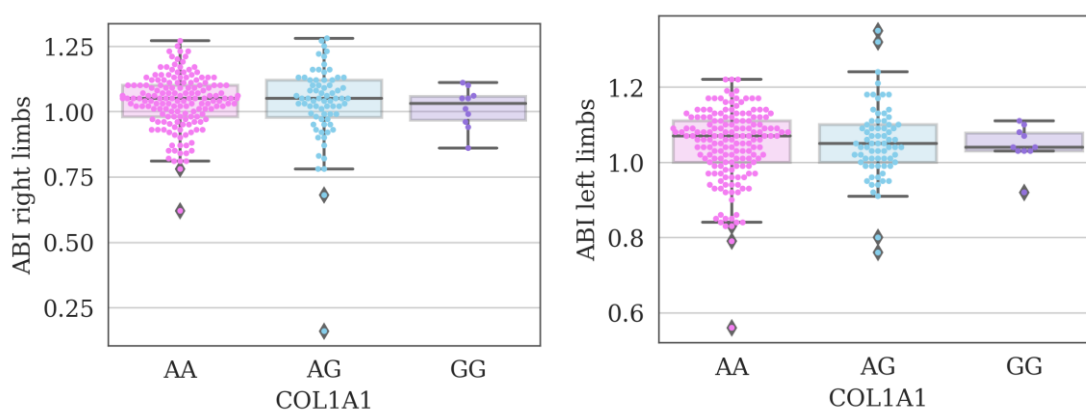 ABI right limbs
1.25
1.00
0.75
0.50
0.25
AA AG GG
COL1A1
ABI left limbs
1.2
1.0
0.8
0.6
AA AG GG
COL1A1